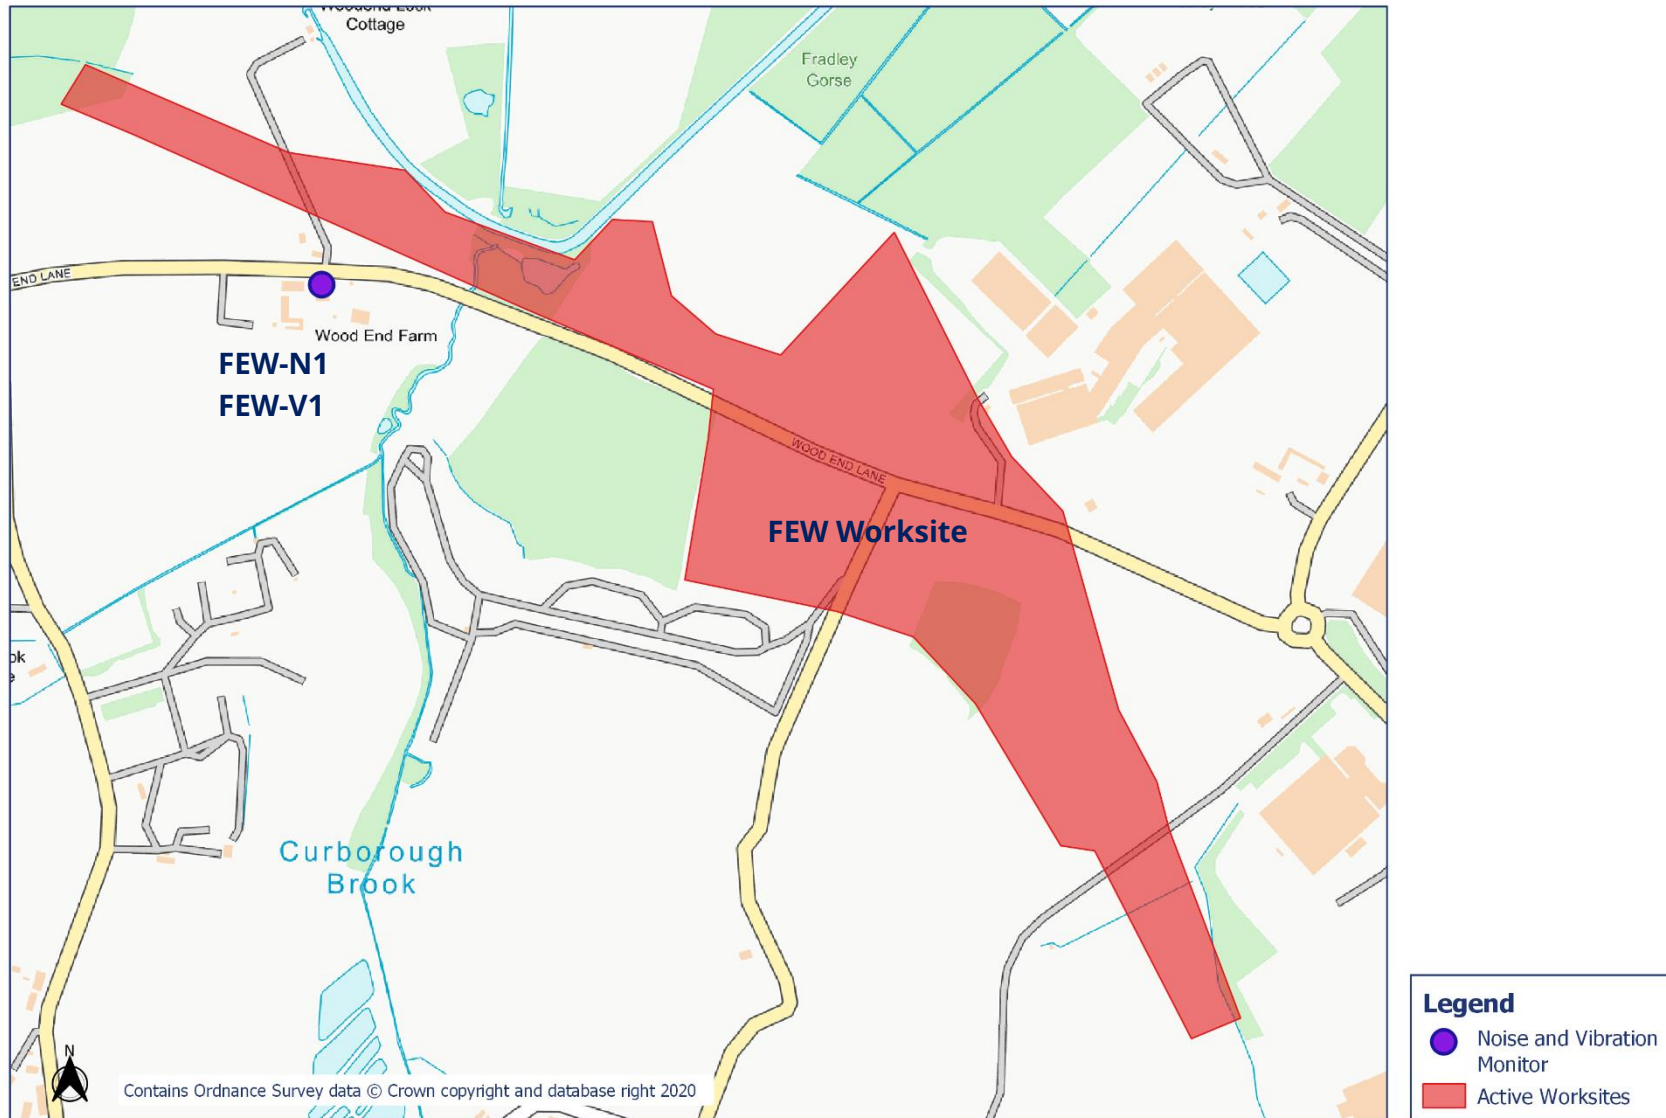 Cottage
Fradley
Gorse
END LANE
Wood End Farm
FEW-N1
FEW-V1
WOOD END LANE
FEW Worksite
Curborough
Brook
N
Contains Ordnance Survey data © Crown copyright and database right 2020
Legend
Noise and Vibration
Monitor
Active Worksites